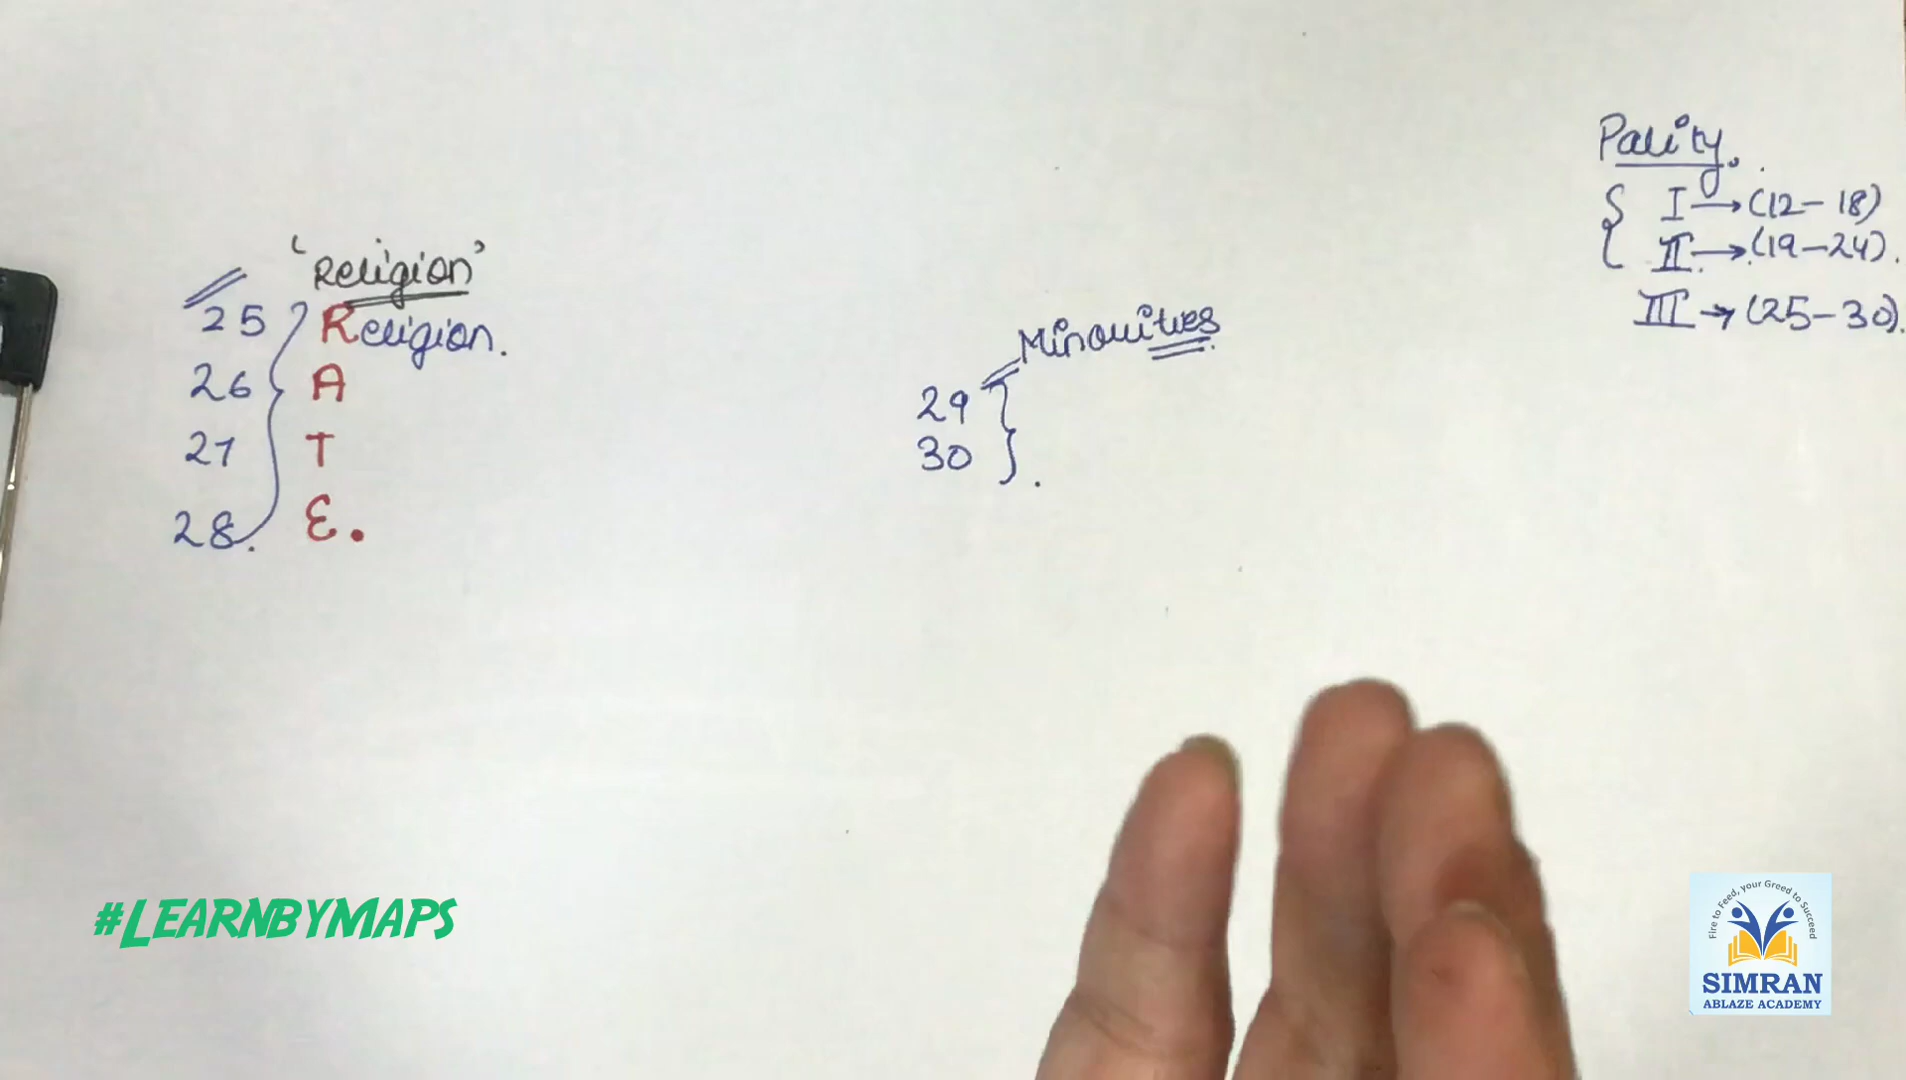 Polity.
I → (12-18)
II. → (19-24).
III → (25-30).
'Religion'
25 Religion.
26 A
27 T
28. E.
Minorities
29
30
#LEARNBYMAPS
Fire to Feed, your Greed to Succeed
SIMRAN
ABLAZE ACADEMY